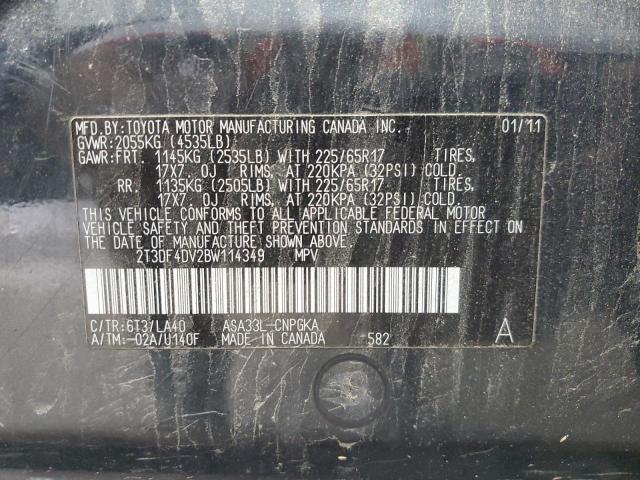 MFD.BY:TOYOTA MOTOR MANUFACTURING CANADA INC. 01/11
GVWR:2055KG (4535LB)
GAWR:FRT. 1145KG (2535LB) WITH 225/65R17 TIRES,
17X7.0J RIMS, AT 220KPA (32PSI) COLD.
RR. 1135KG (2505LB) WITH 225/65R17 TIRES,
17X7.0J RIMS, AT 220KPA (32PSI) COLD.
THIS VEHICLE CONFORMS TO ALL APPLICABLE FEDERAL MOTOR
VEHICLE SAFETY AND BUMPER STANDARDS IN EFFECT ON
THE DATE OF MANUFACTURE SHOWN ABOVE.
2T3DF4DV2BW114349 MPV
C/TR:6T3/LA40 ASA33L-CNPGKA
A/TM:-02A/U140F MADE IN CANADA 582 A